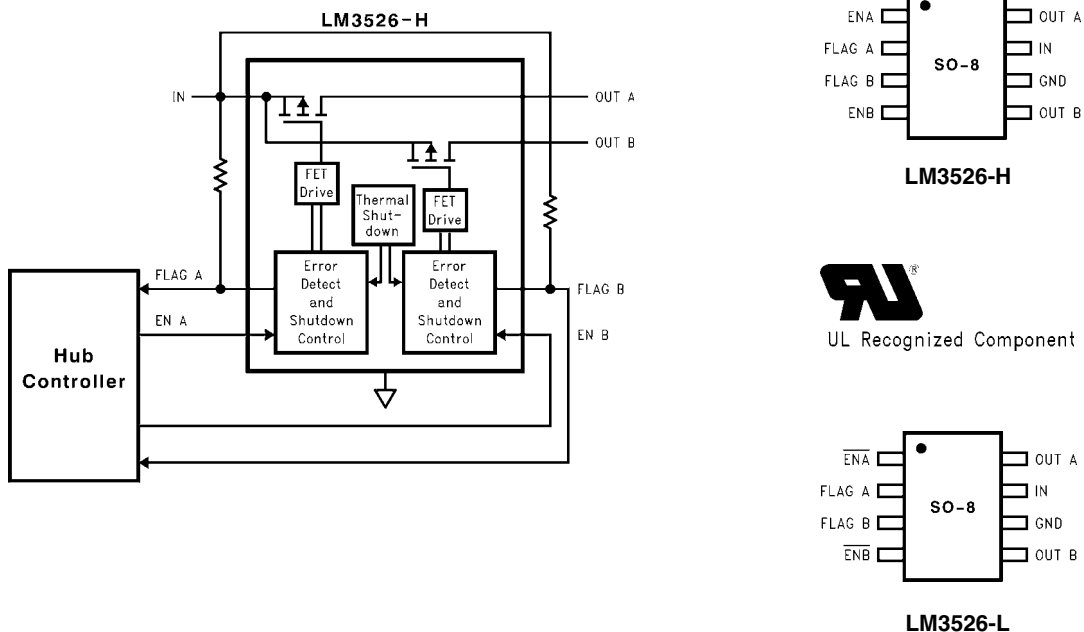 LM3526-H
IN
OUT A
OUT B
FET
Drive
Thermal
Shut-
down
FET
Drive
Error
Detect
and
Shutdown
Control
Error
Detect
and
Shutdown
Control
FLAG A
EN A
FLAG B
EN B
Hub
Controller
ENA
FLAG A
FLAG B
ENB
SO-8
OUT A
IN
GND
OUT B
LM3526-H
®
UL Recognized Component
E̅N̅A̅
FLAG A
FLAG B
E̅N̅B̅
SO-8
OUT A
IN
GND
OUT B
LM3526-L